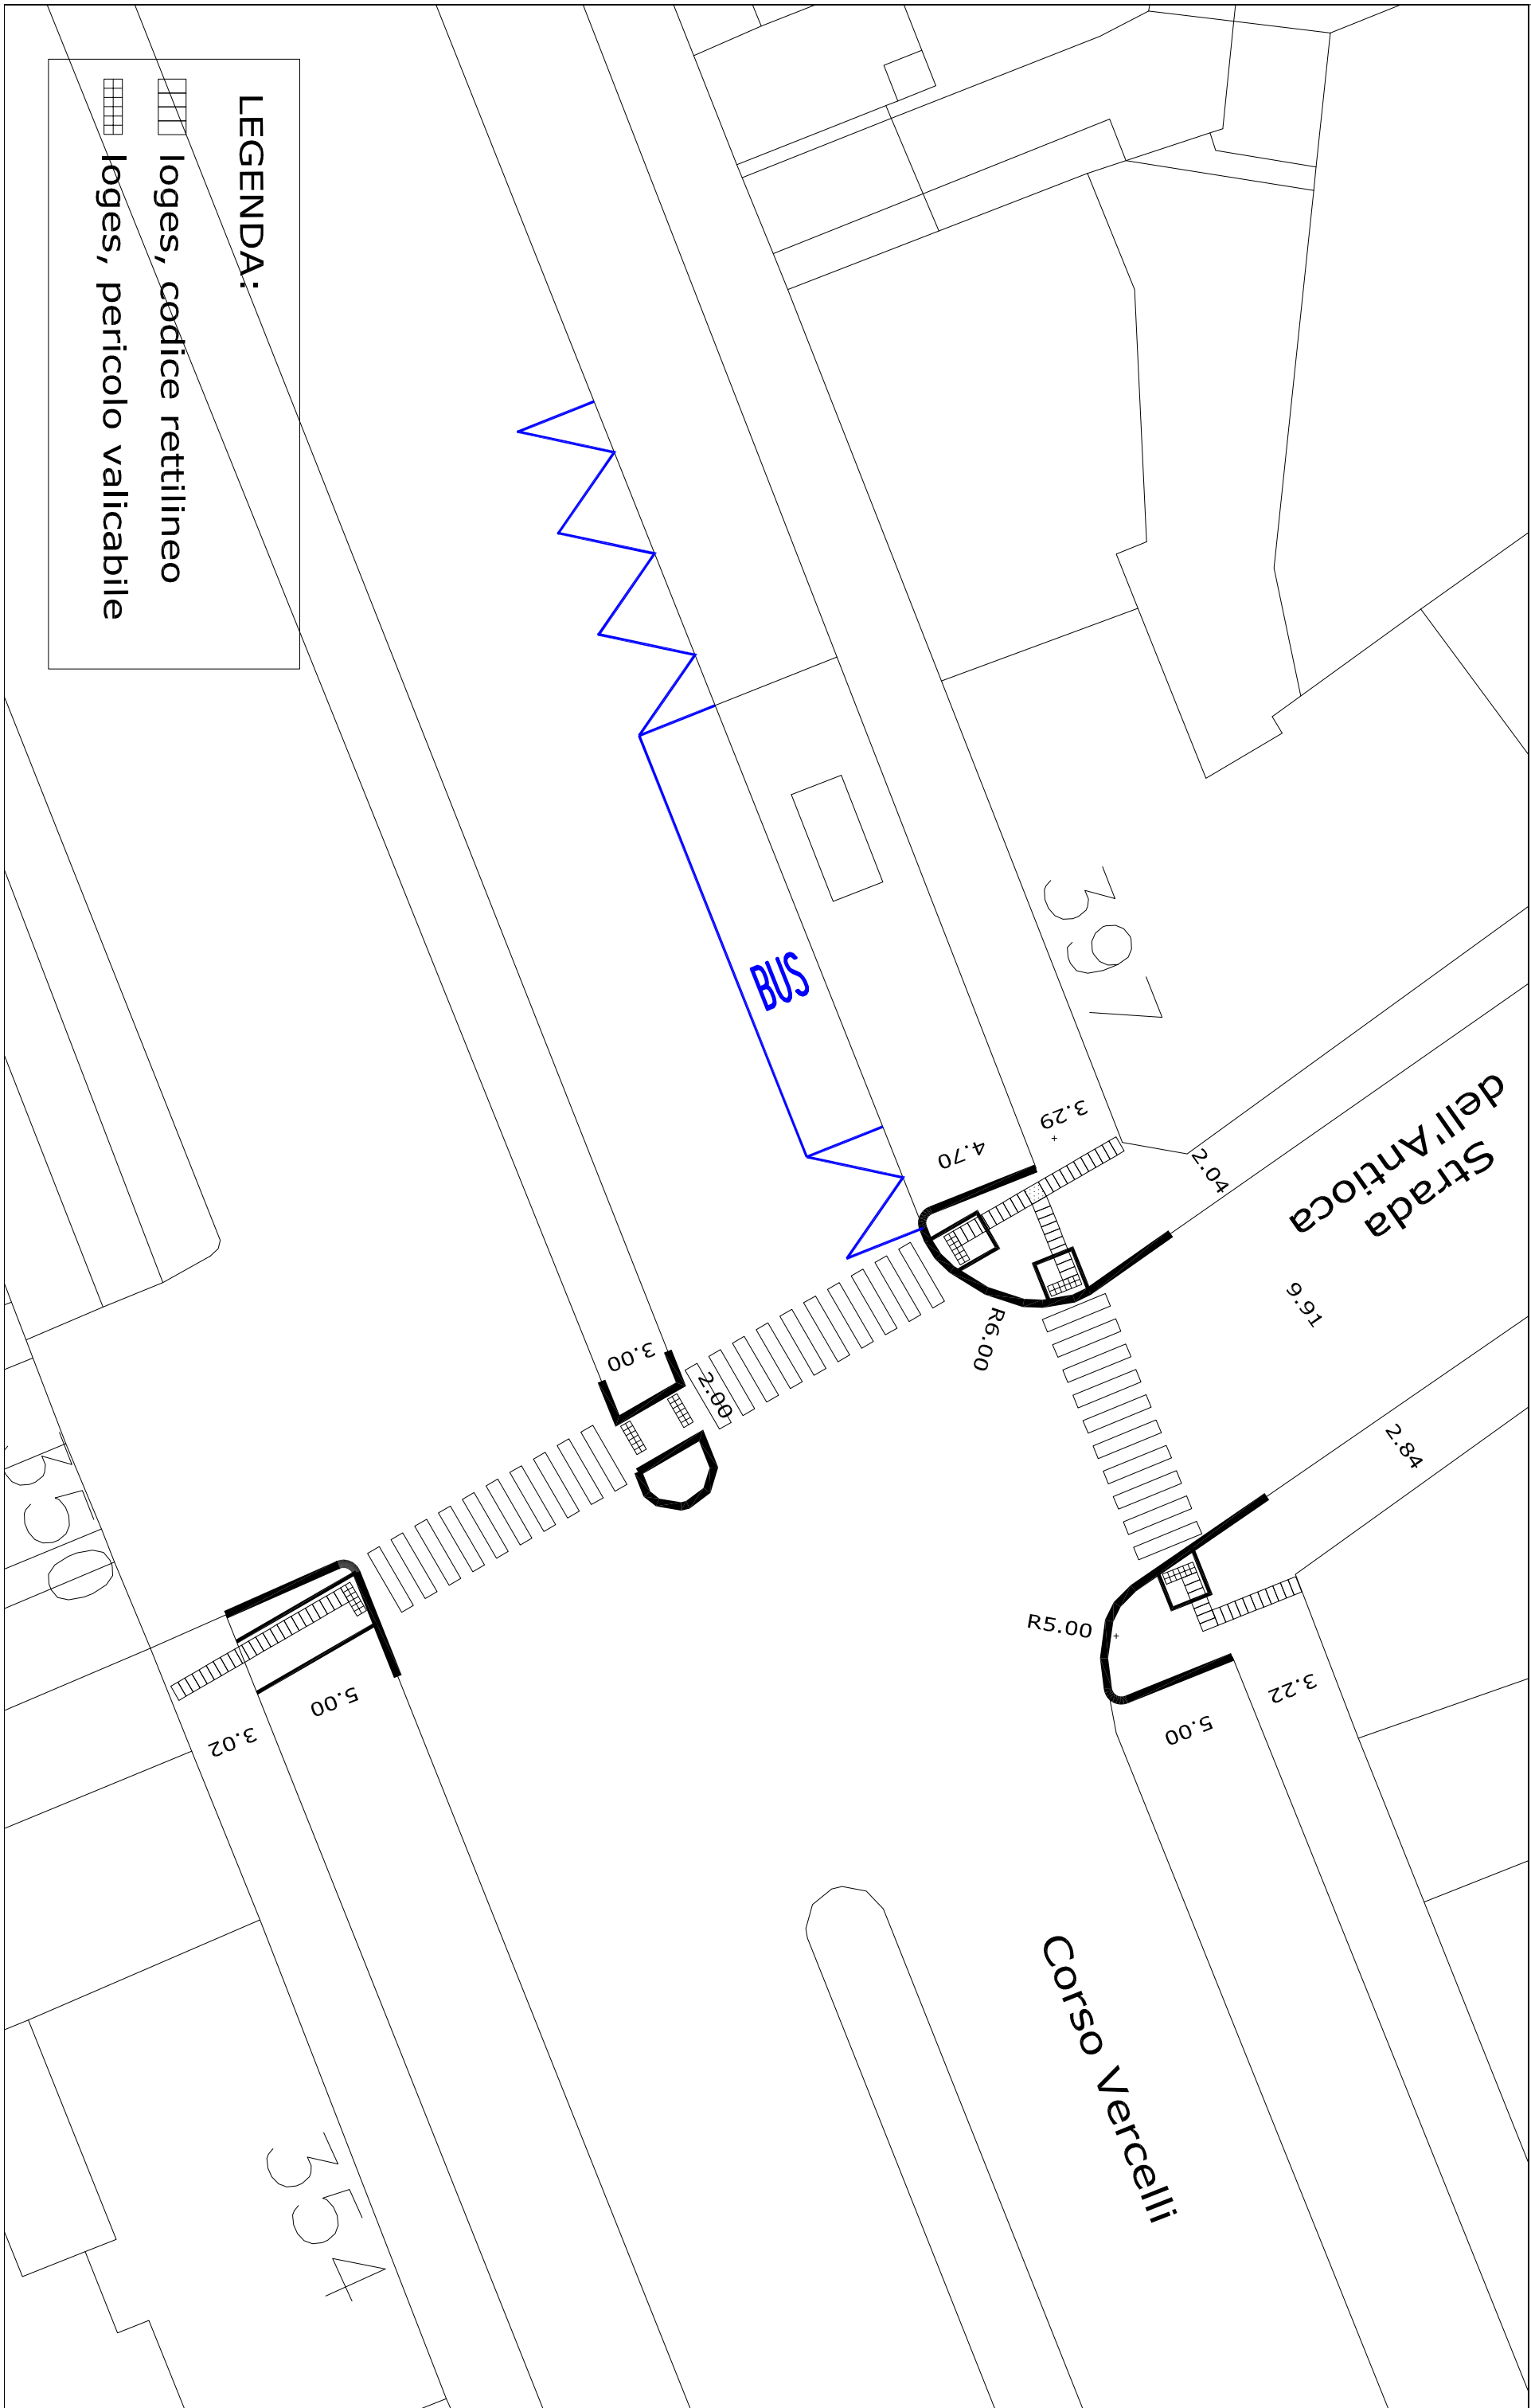 LEGENDA:
loges, codice rettilineo
loges, pericolo valicabile
BUS
397
3.29
4.70
2.04
Strada
dell'Antioca
9.91
R6.00
3.00
2.00
2.84
350
R5.00
5.00
3.02
3.22
5.00
Corso Vercelli
354